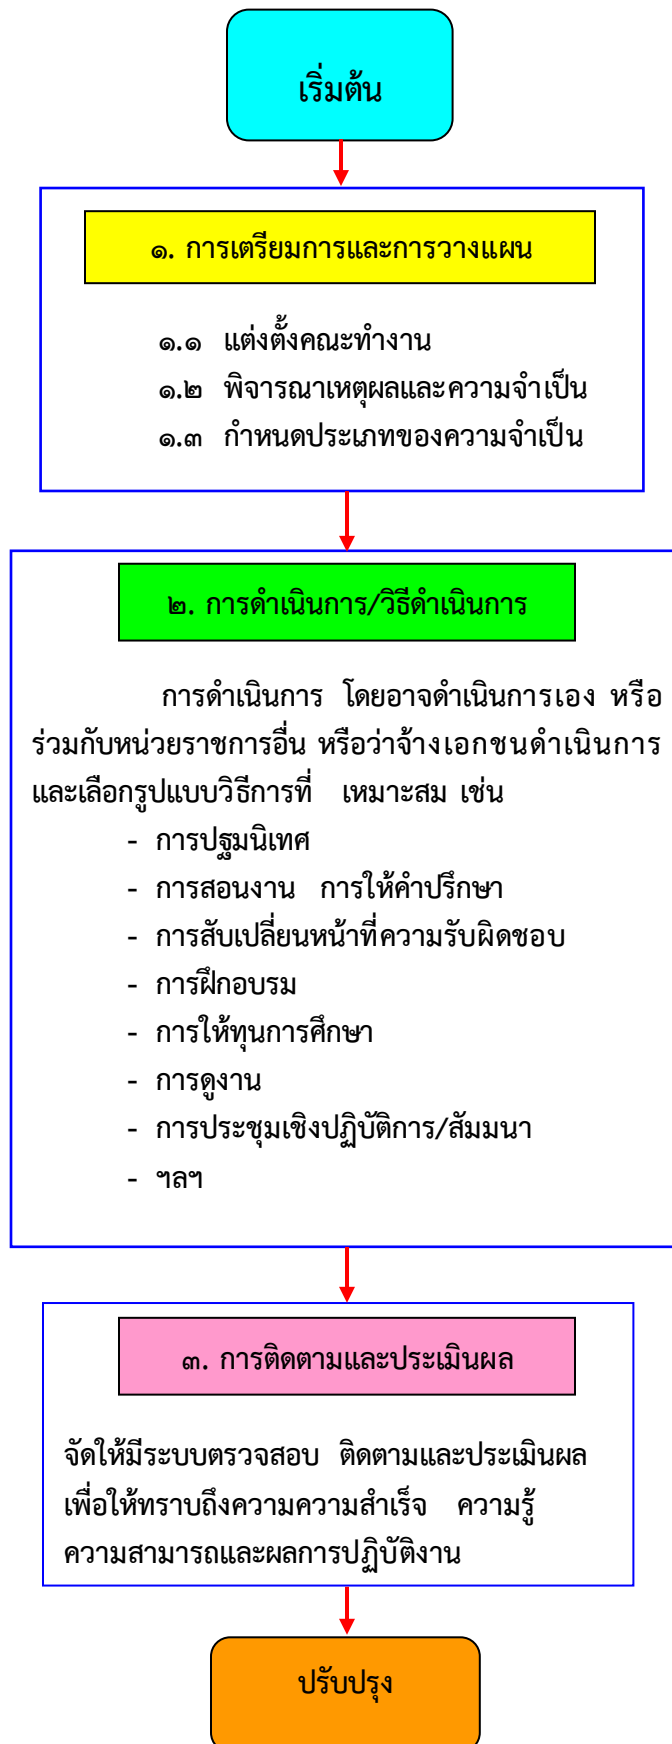 เริ่มต้น
๑. การเตรียมการและการวางแผน
๑.๑ แต่งตั้งคณะทำงาน
๑.๒ พิจารณาเหตุผลและความจำเป็น
๑.๓ กำหนดประเภทของความจำเป็น
๒. การดำเนินการ/วิธีดำเนินการ
การดำเนินการ โดยอาจดำเนินการเอง หรือ
ร่วมกับหน่วยราชการอื่น หรือว่าจ้างเอกชนดำเนินการ
และเลือกรูปแบบวิธีการที่ เหมาะสม เช่น
- การปฐมนิเทศ
- การสอนงาน การให้คำปรึกษา
- การสับเปลี่ยนหน้าที่ความรับผิดชอบ
- การฝึกอบรม
- การให้ทุนการศึกษา
- การดูงาน
- การประชุมเชิงปฏิบัติการ/สัมมนา
- ฯลฯ
๓. การติดตามและประเมินผล
จัดให้มีระบบตรวจสอบ ติดตามและประเมินผล
เพื่อให้ทราบถึงความความสำเร็จ ความรู้
ความสามารถและผลการปฏิบัติงาน
ปรับปรุง